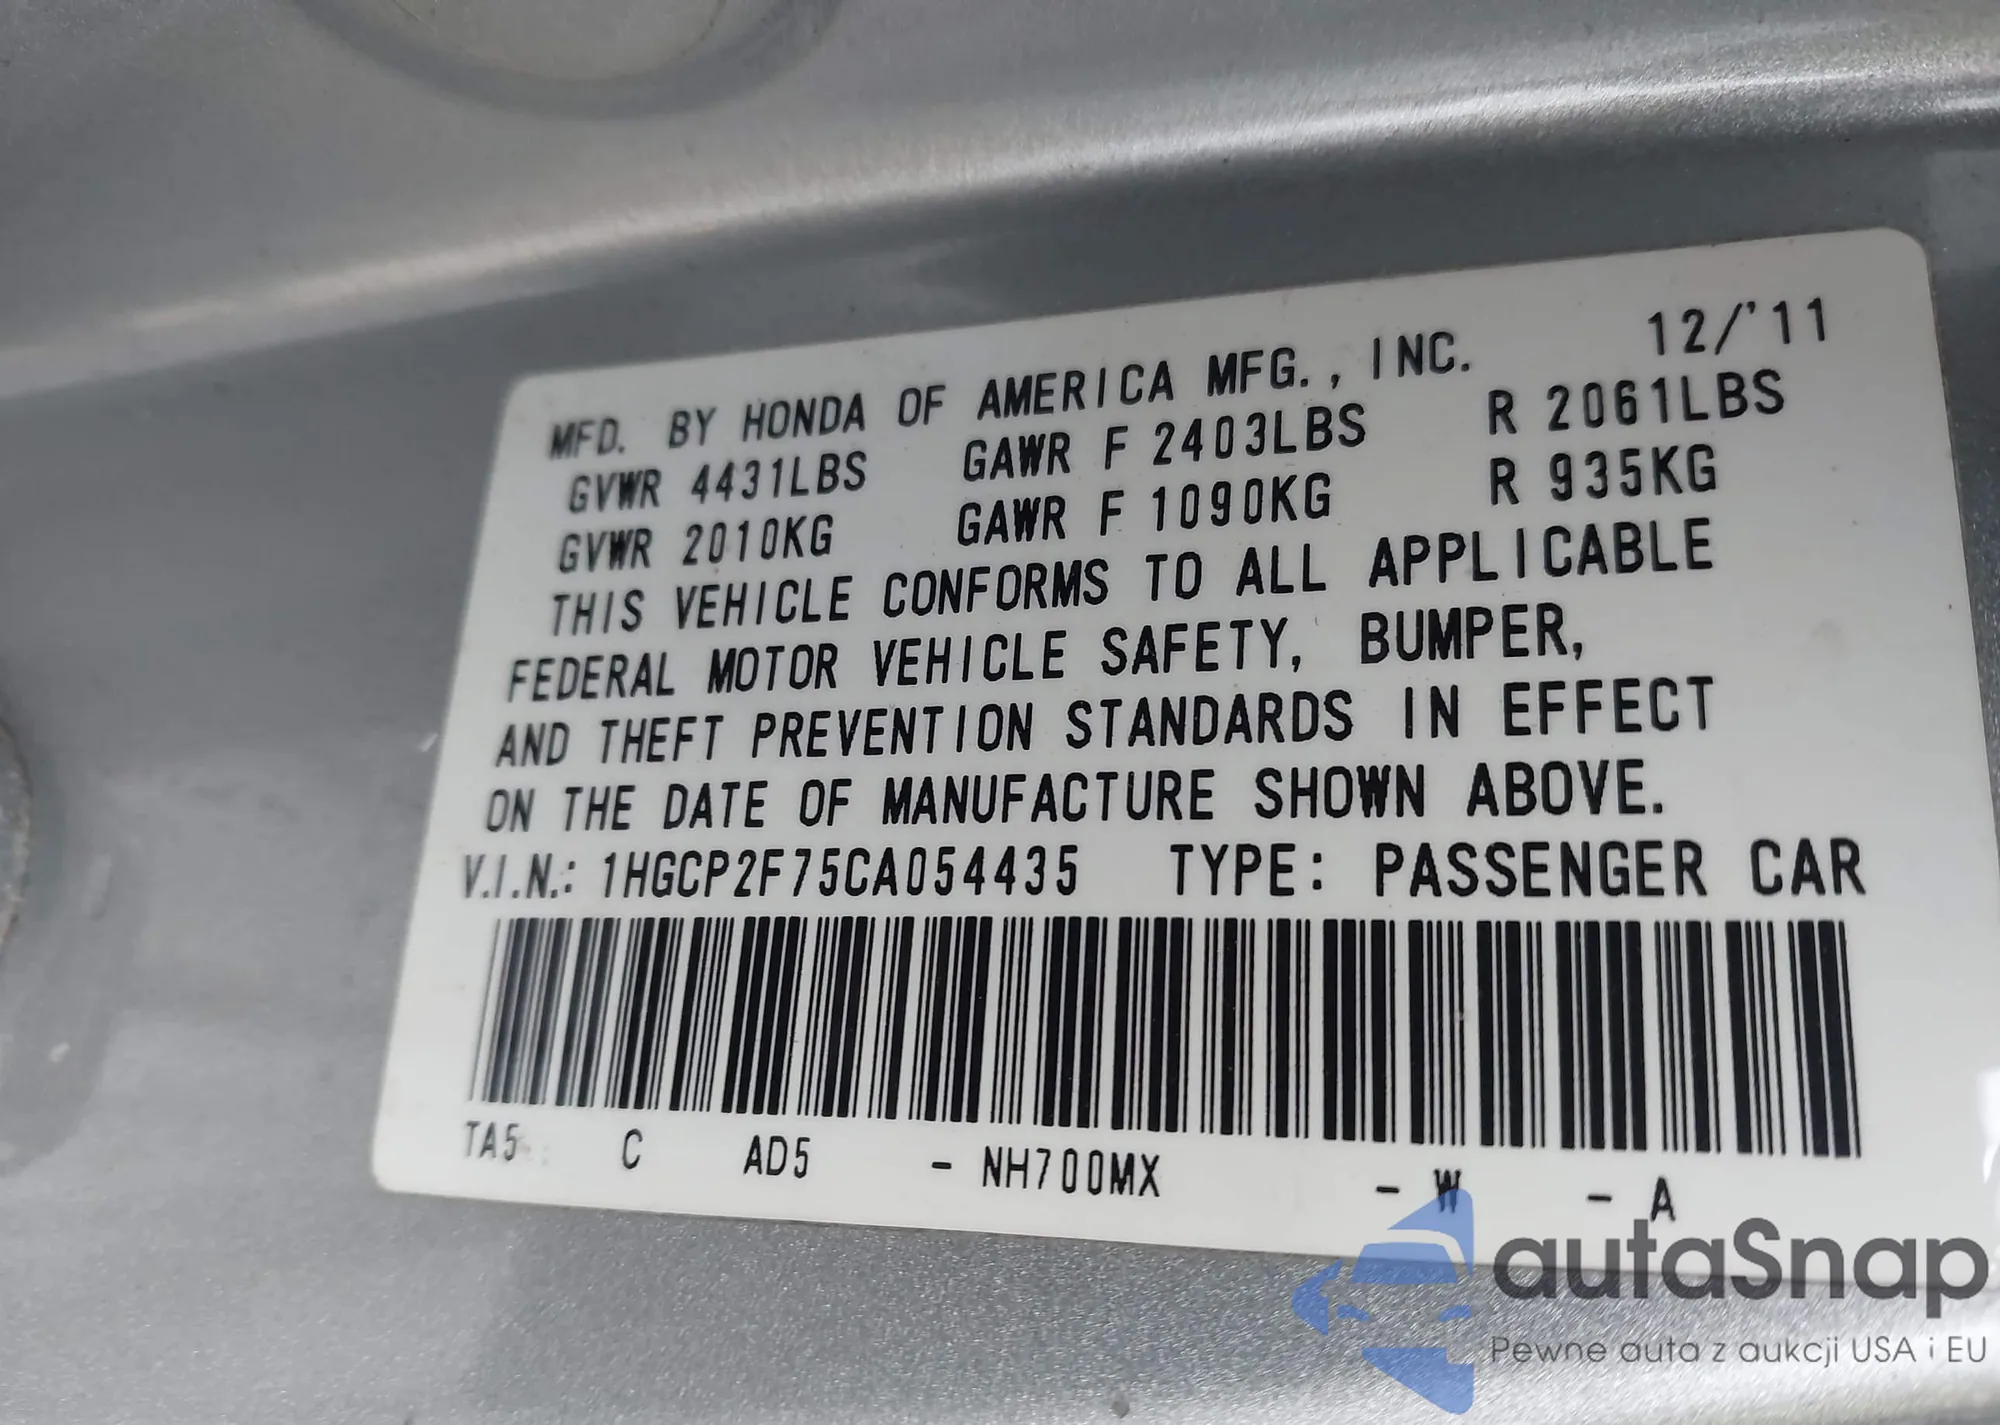 MFD. BY HONDA OF AMERICA MFG., INC. 12/'11
GVWR 4431LBS GAWR F 2403LBS R 2061LBS
GVWR 2010KG GAWR F 1090KG R 935KG
THIS VEHICLE CONFORMS TO ALL APPLICABLE
FEDERAL MOTOR VEHICLE SAFETY, BUMPER,
AND THEFT PREVENTION STANDARDS IN EFFECT
ON THE DATE OF MANUFACTURE SHOWN ABOVE.
V.I.N.: 1HGCP2F75CA054435 TYPE: PASSENGER CAR
TA5 C AD5 - NH700MX - W - A
autaSnap
Pewne auta z aukcji USA i EU